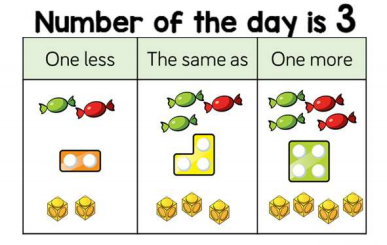 Number of the day is 3
One less
The same as
One more